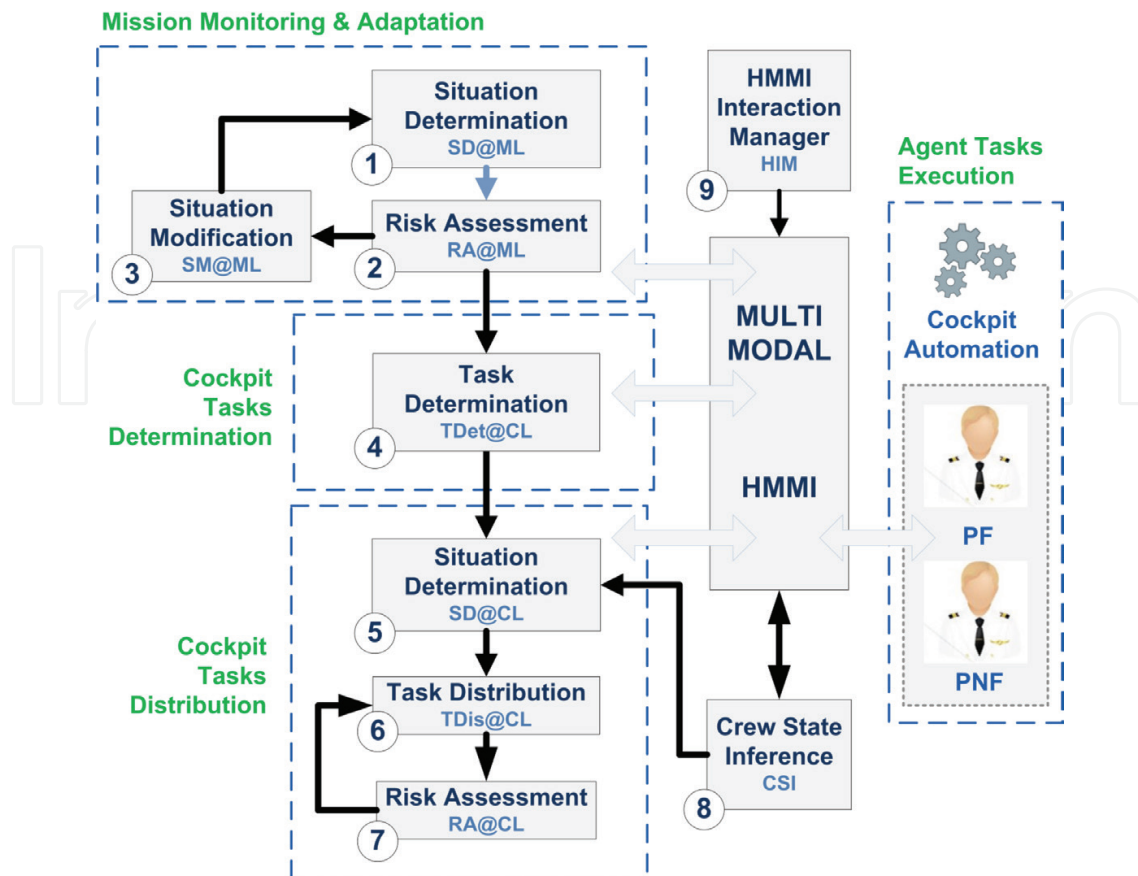 Mission Monitoring & Adaptation
Situation
Determination
SD@ML
1
Risk Assessment
RA@ML
2
Situation
Modification
SM@ML
3
Cockpit
Tasks
Determination
Task
Determination
TDet@CL
4
Cockpit
Tasks
Distribution
Situation
Determination
SD@CL
5
Task Distribution
TDis@CL
6
Risk Assessment
RA@CL
7
HMMI
Interaction
Manager
HIM
9
MULTI
MODAL
HMMI
Crew State
Inference
CSI
8
Agent Tasks
Execution
Cockpit
Automation
PF
PNF